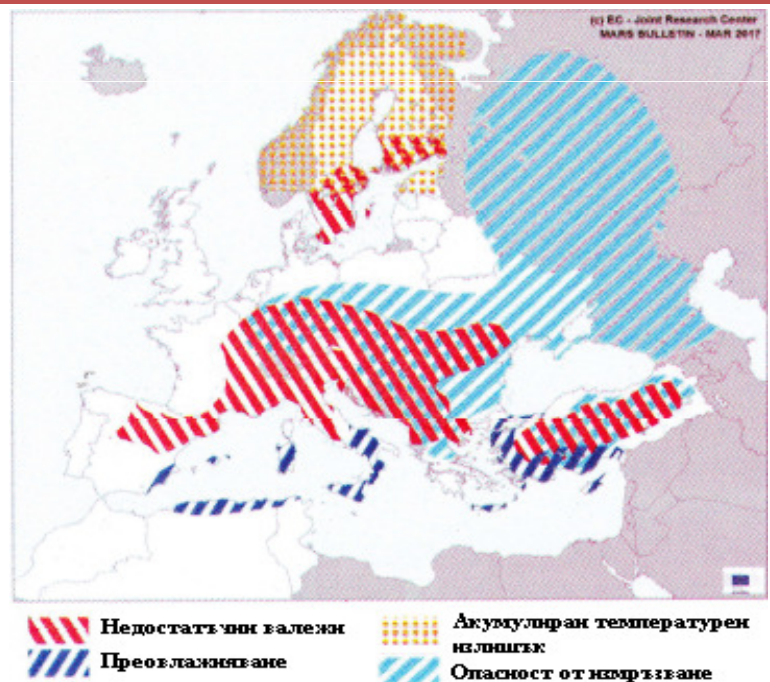 (c) EC - Joint Research Center
MARS BULLETIN - MAR 2017
Недостатъчни валежи
Преовлажняване
Акумулиран температурен
излишък
Опасност от измръзване